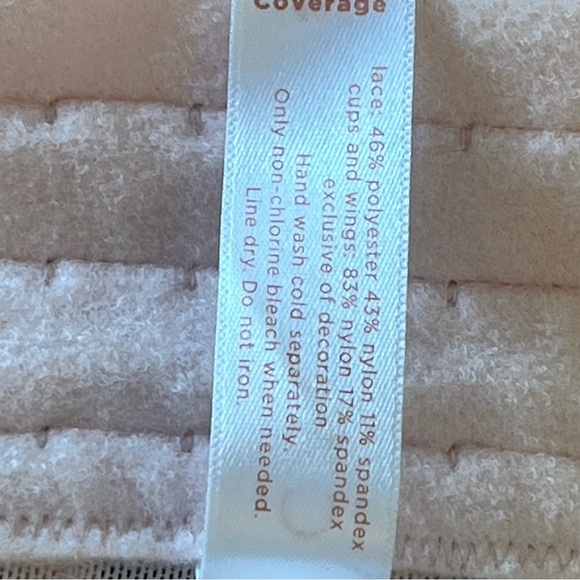 Coverage
lace: 46% polyester 43% nylon 11% spandex
cups and wings: 83% nylon 17% spandex
exclusive of decoration
Hand wash cold separately.
Only non-chlorine bleach when needed.
Line dry. Do not iron.